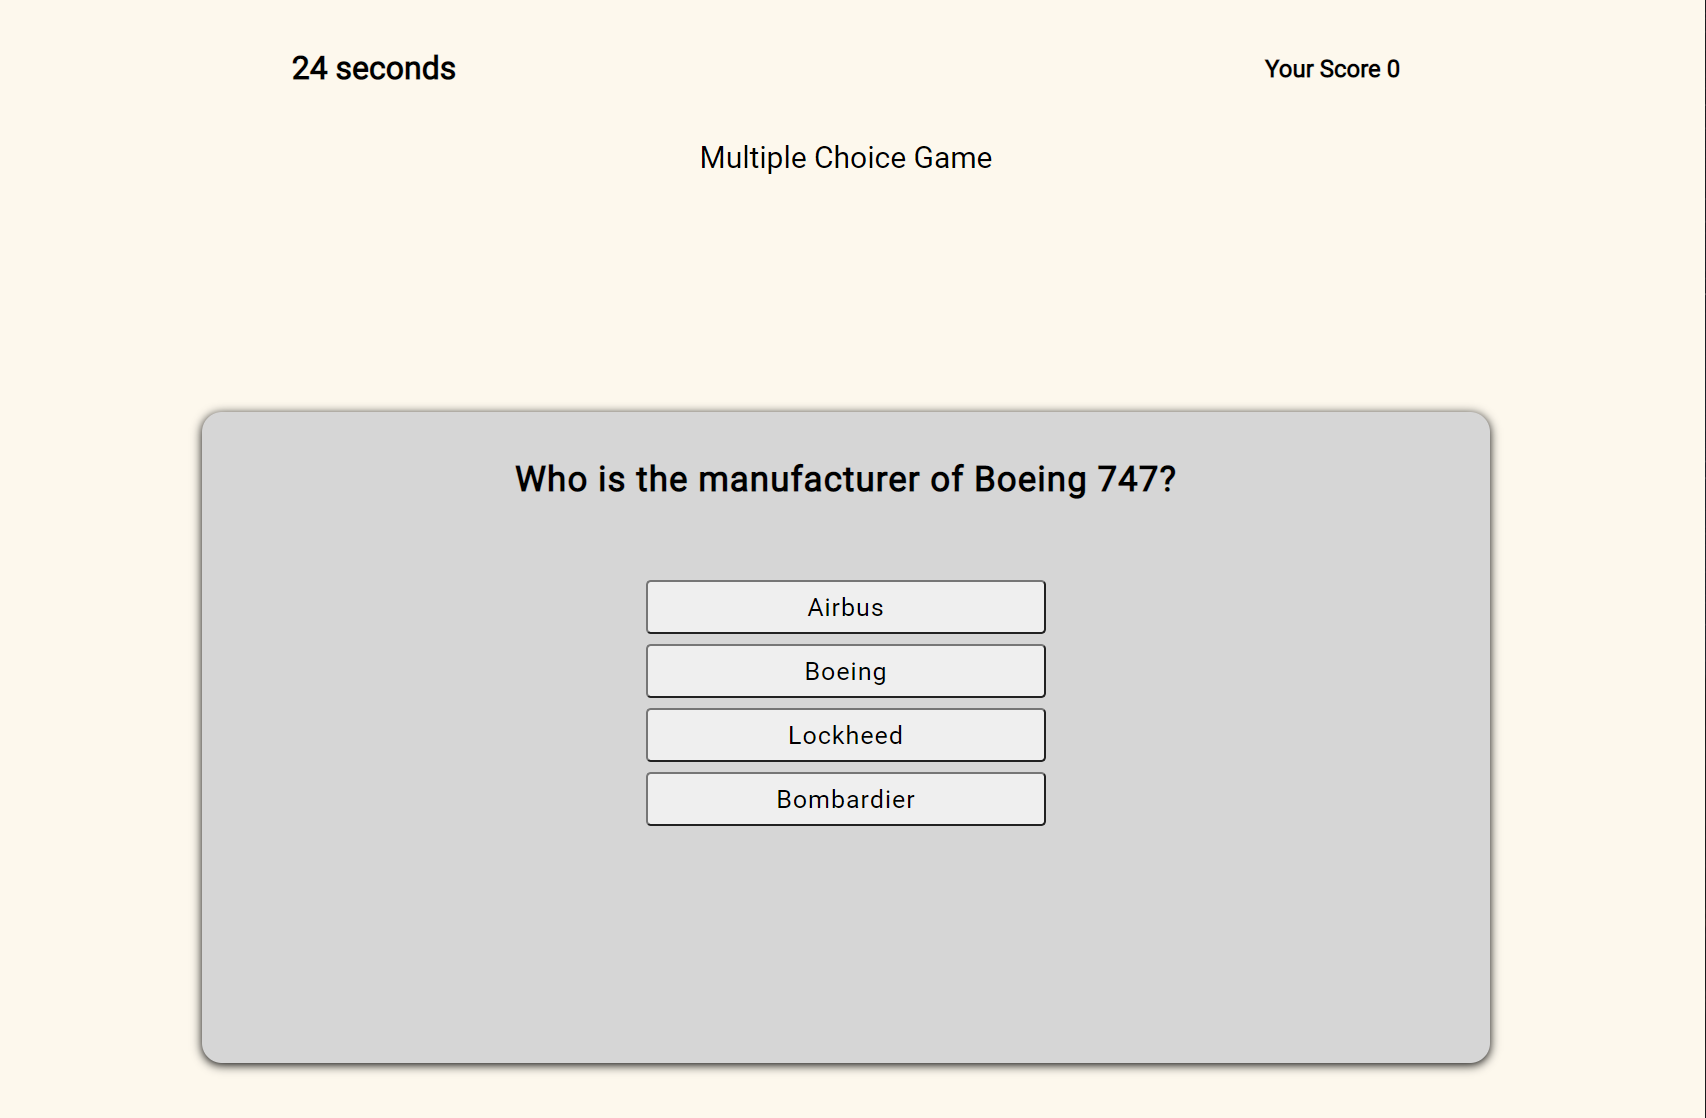 24 seconds
Your Score 0
Multiple Choice Game
Who is the manufacturer of Boeing 747?
Airbus
Boeing
Lockheed
Bombardier